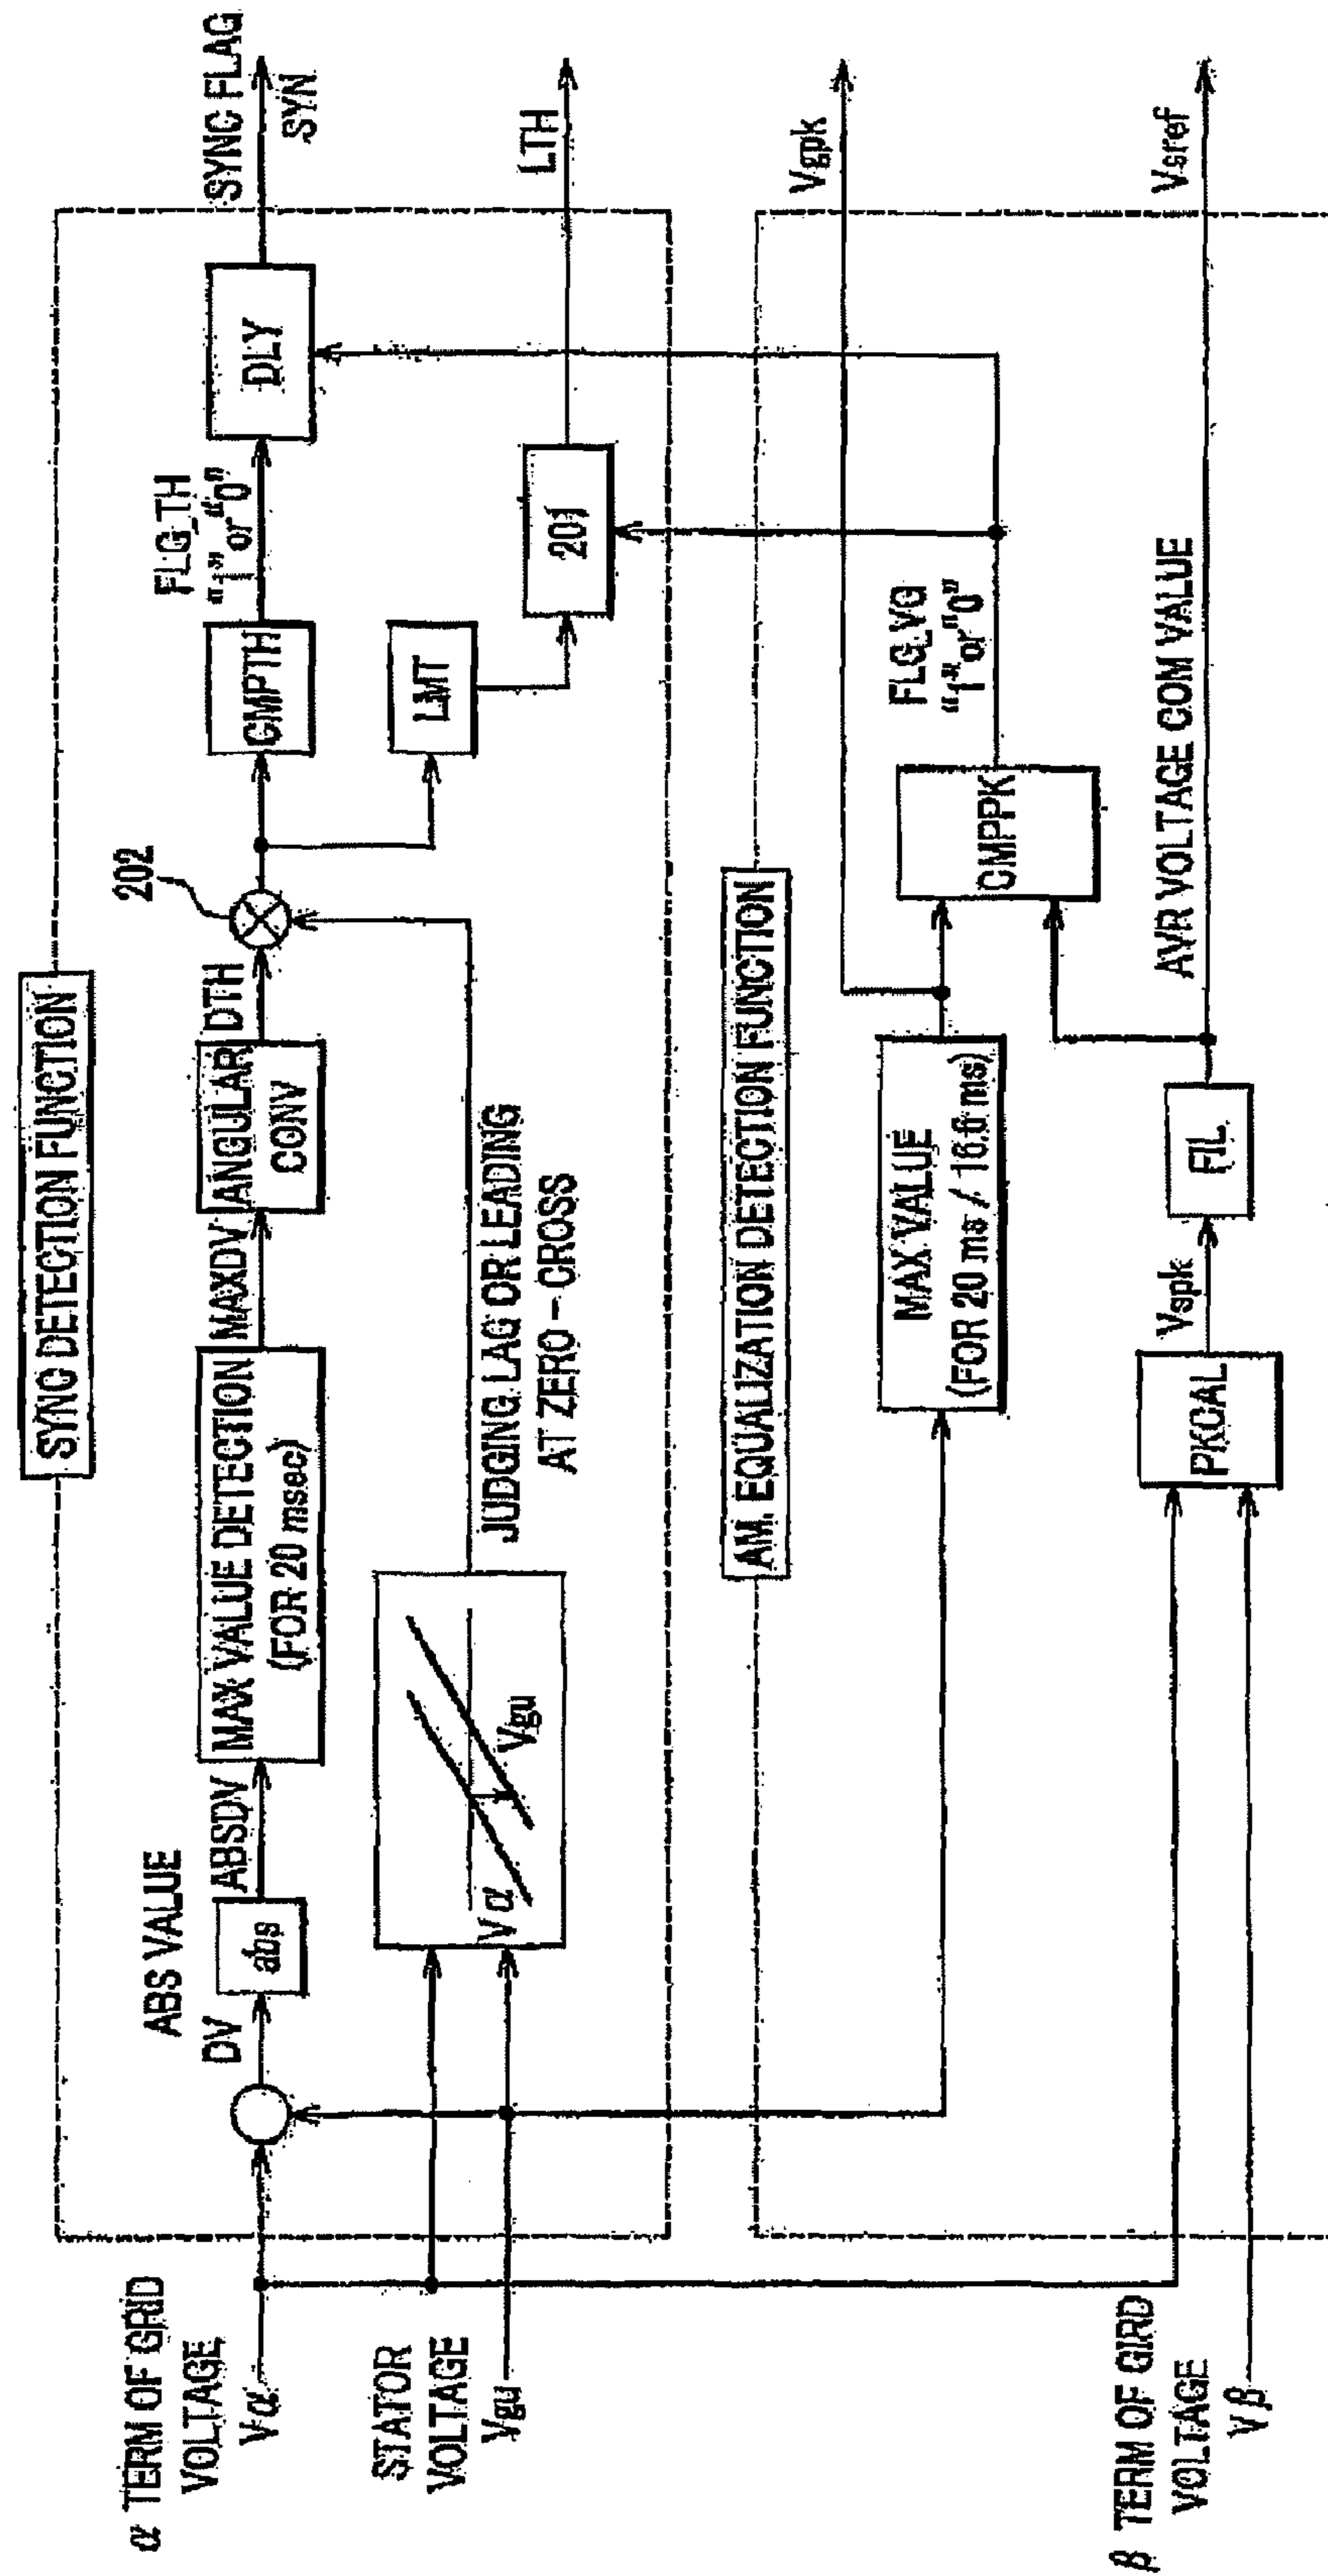 SYNC DETECTION FUNCTION
α TERM OF GRID
VOLTAGE
Vα
DV
ABS VALUE
abs
ABSDV
MAX VALUE DETECTION
(FOR 20 msec)
MAXDV
ANGULAR
CONV
DTH
202
CMPTH
FLG_TH
"1" or "0"
DLY
SYNC FLAG
SYN
STATOR
VOLTAGE
Vgu
Vα
Vgu
JUDGING LAG OR LEADING
AT ZERO-CROSS
LMT
201
LTH
AM. EQUALIZATION DETECTION FUNCTION
MAX VALUE
(FOR 20 ms / 16.6 ms)
CMPPK
FLG_VG
"1" or "0"
Vgpk
β TERM OF GIRD
VOLTAGE
Vβ
PKCAL
Vspk
FIL
AVR VOLTAGE COM VALUE
Vsref